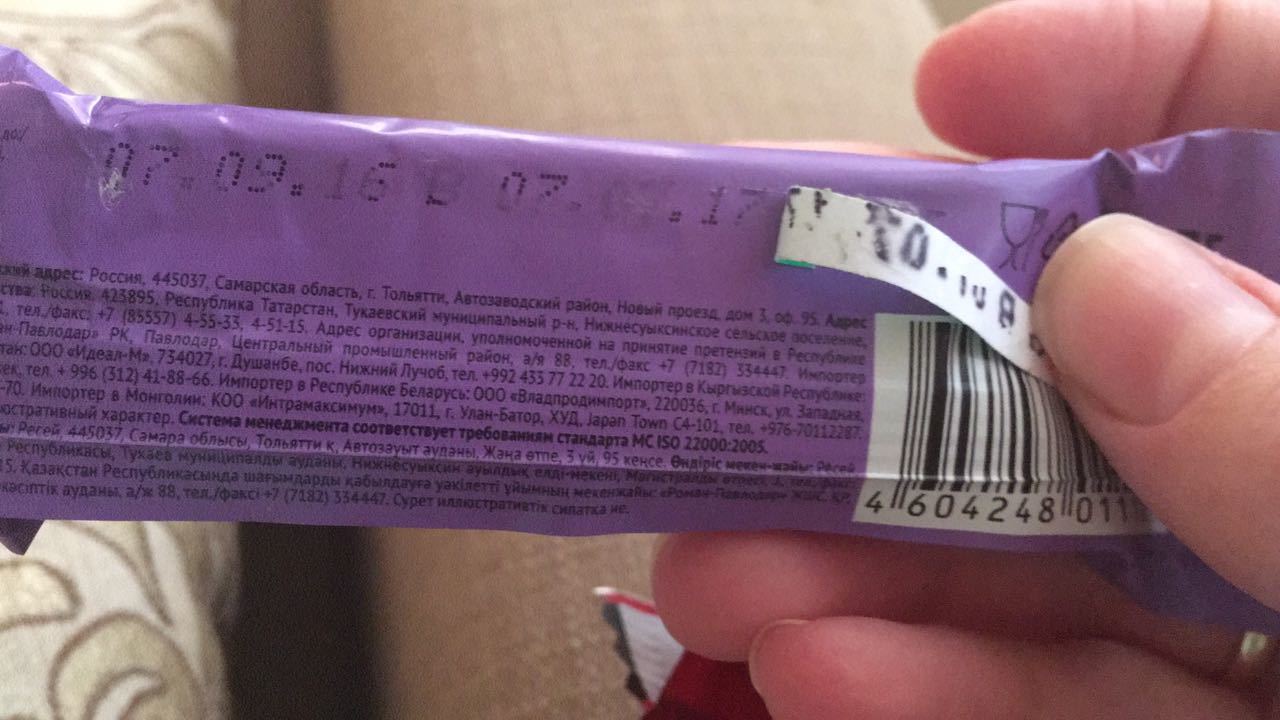 до:/
07.09.16 В 07. .17
адрес: Россия, 445037, Самарская область, г. Тольятти, Автозаводский район, Новый проезд, дом 3, оф. 95. Адрес
Россия, 423895, Республика Татарстан, Тукаевский муниципальный р-н, Нижнесуыксинское сельское поселение,
тел./факс: +7 (85557) 4-55-33, 4-51-15. Адрес организации, уполномоченной на принятие претензий в Республике
РК, Павлодар, Центральный промышленный район, а/я 88, тел./факс +7 (7182) 334447. Импортер
ООО «Идеал-М», 734027, г. Душанбе, пос. Нижний Лучоб, тел. +992 433 77 22 20. Импортер в Кыргызской Республике:
тел. + 996 (312) 41-88-66. Импортер в Республике Беларусь: ООО «Владпродимпорт», 220036, г. Минск, ул. Западная,
-70. Импортер в Монголии: КОО «Интрамаксимум», 17011, г. Улан-Батор, ХУД, Japan Town C4-101, тел. +976-70112287.
характер. Система менеджмента соответствует требованиям стандарта МС ISO 22000:2005.
Ресей, 445037, Самара облысы, Тольятти қ., Автозауыт ауданы, Жаңа өтпе, 3 үй, 95 кеңсе. Өндіріс мекен-жайы: Ресей,
Республикасы, Тукаев муниципалды ауданы, Нижнесуыксин ауылдық елді-мекені,
Қазақстан Республикасында шағымдарды қабылдауға уәкілетті ұйымның мекенжайы: «Роман-Павлодар» ЖШС, ҚР,
ауданы, а/ж 88, тел./факсі +7 (7182) 334447. Сурет иллюстративтік сипатқа ие.
4 604248 011